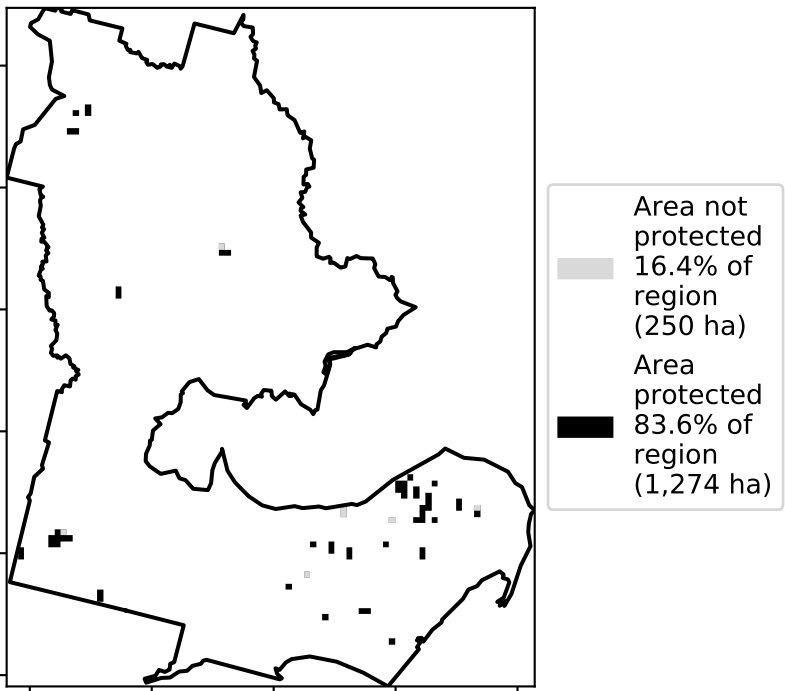 Area not
protected
16.4% of
region
(250 ha)
Area
protected
83.6% of
region
(1,274 ha)